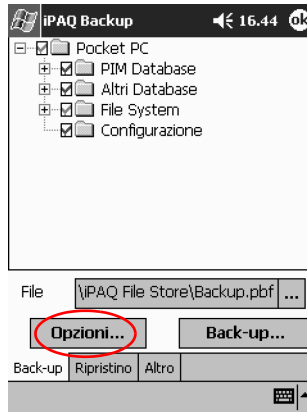 iPAQ Backup 16.44 ok
Pocket PC
PIM Database
Altri Database
File System
Configurazione
File \iPAQ File Store\Backup.pbf ...
Opzioni... Back-up...
Back-up Ripristino Altro